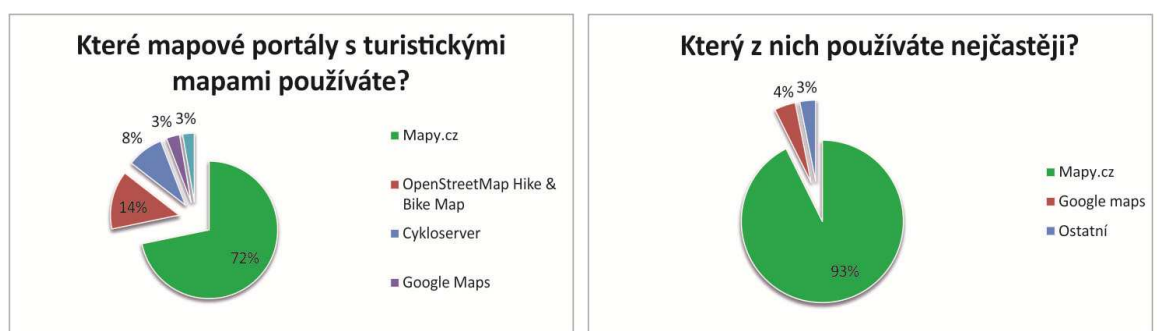 Které mapové portály s turistickými
mapami používáte?
3% 3%
8%
14%
72%
Mapy.cz
OpenStreetMap Hike &
Bike Map
Cykloserver
Google Maps
Který z nich používáte nejčastěji?
4% 3%
93%
Mapy.cz
Google maps
Ostatní